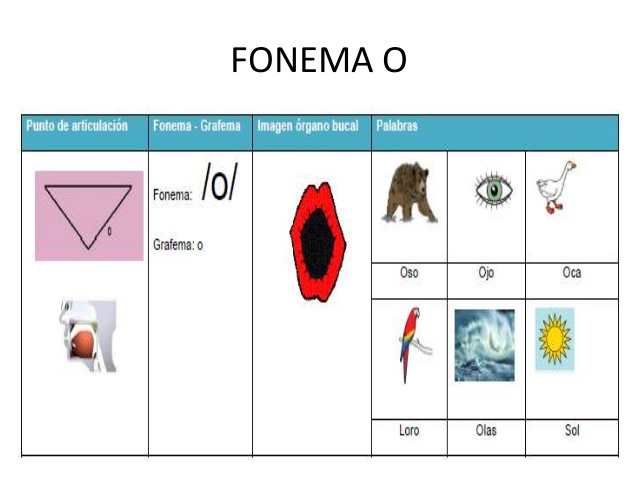 FONEMA O
Punto de articulación
Fonema - Grafema
Imagen órgano bucal
Palabras
o
Fonema: /o/
Grafema: o
Oso
Ojo
Oca
Loro
Olas
Sol